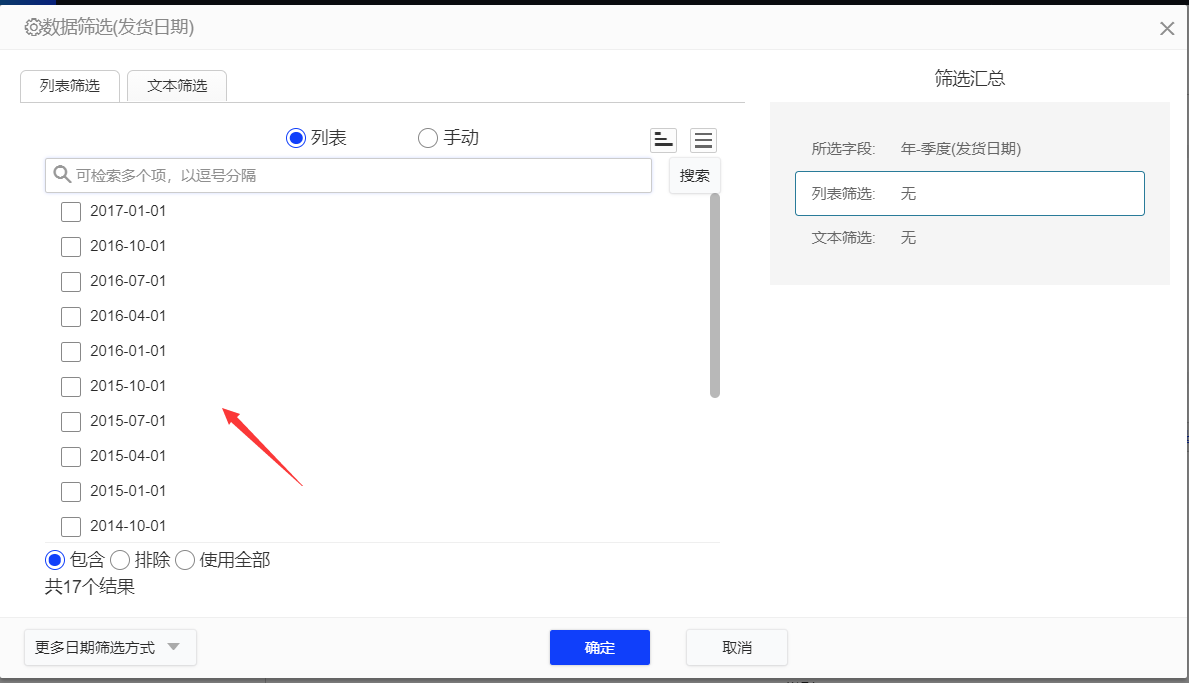 数据筛选(发货日期)
列表筛选 文本筛选
列表 手动
可检索多个项，以逗号分隔 搜索
2017-01-01
2016-10-01
2016-07-01
2016-04-01
2016-01-01
2015-10-01
2015-07-01
2015-04-01
2015-01-01
2014-10-01
包含 排除 使用全部
共17个结果
筛选汇总
所选字段: 年-季度(发货日期)
列表筛选: 无
文本筛选: 无
更多日期筛选方式 确定 取消